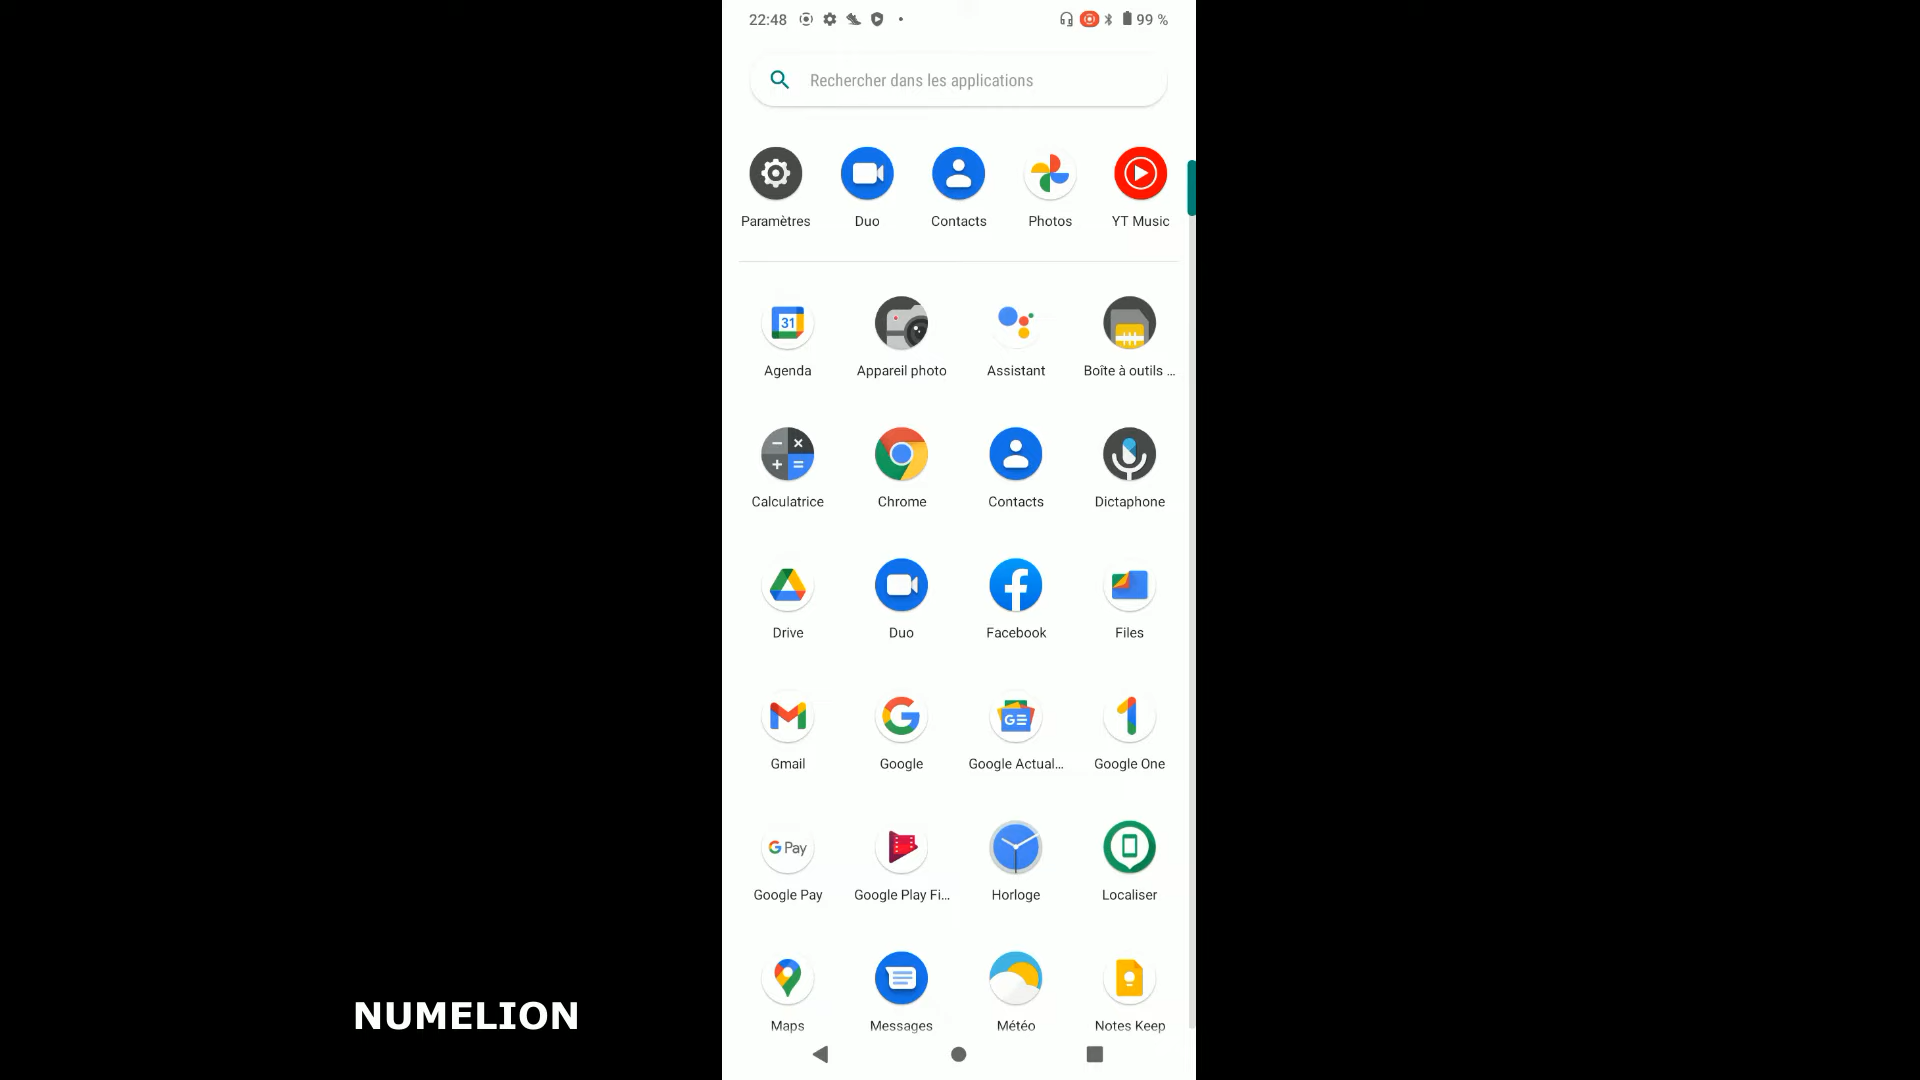 22:48 99 %
Rechercher dans les applications
Paramètres Duo Contacts Photos YT Music
31
Agenda Appareil photo Assistant Boîte à outils ...
Calculatrice Chrome Contacts Dictaphone
Drive Duo Facebook Files
GE
Gmail Google Google Actual... Google One
G Pay
Google Pay Google Play Fi... Horloge Localiser
Maps Messages Météo Notes Keep
NUMELION